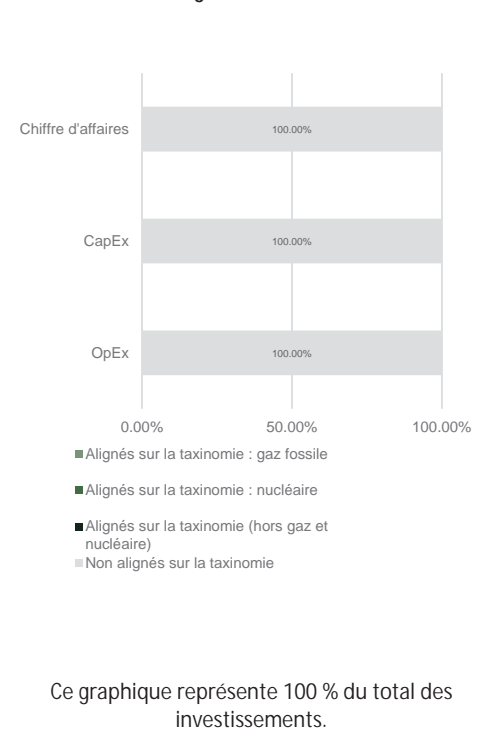 Chiffre d'affaires
100.00%
CapEx
100.00%
OpEx
100.00%
0.00%
50.00%
100.00%
Alignés sur la taxinomie : gaz fossile
Alignés sur la taxinomie : nucléaire
Alignés sur la taxinomie (hors gaz et
nucléaire)
Non alignés sur la taxinomie
Ce graphique représente 100 % du total des
investissements.